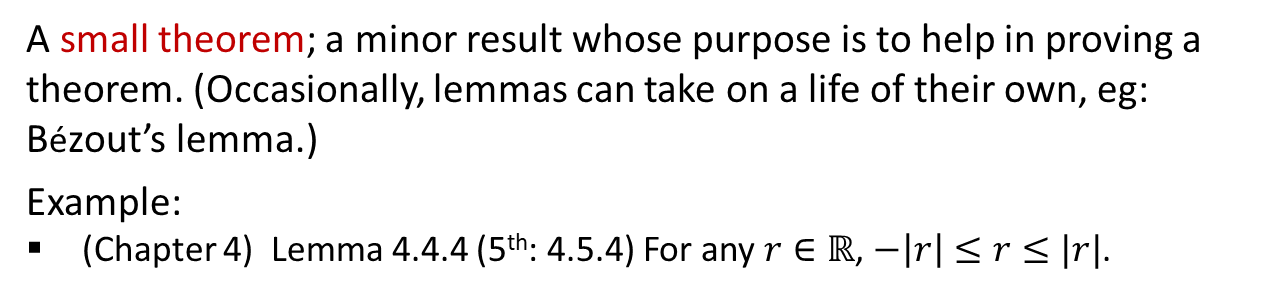 A small theorem; a minor result whose purpose is to help in proving a
theorem. (Occasionally, lemmas can take on a life of their own, eg:
Bézout’s lemma.)
Example:
▪ (Chapter 4) Lemma 4.4.4 (5th: 4.5.4) For any r ∈ ℝ, −|r| ≤ r ≤ |r|.